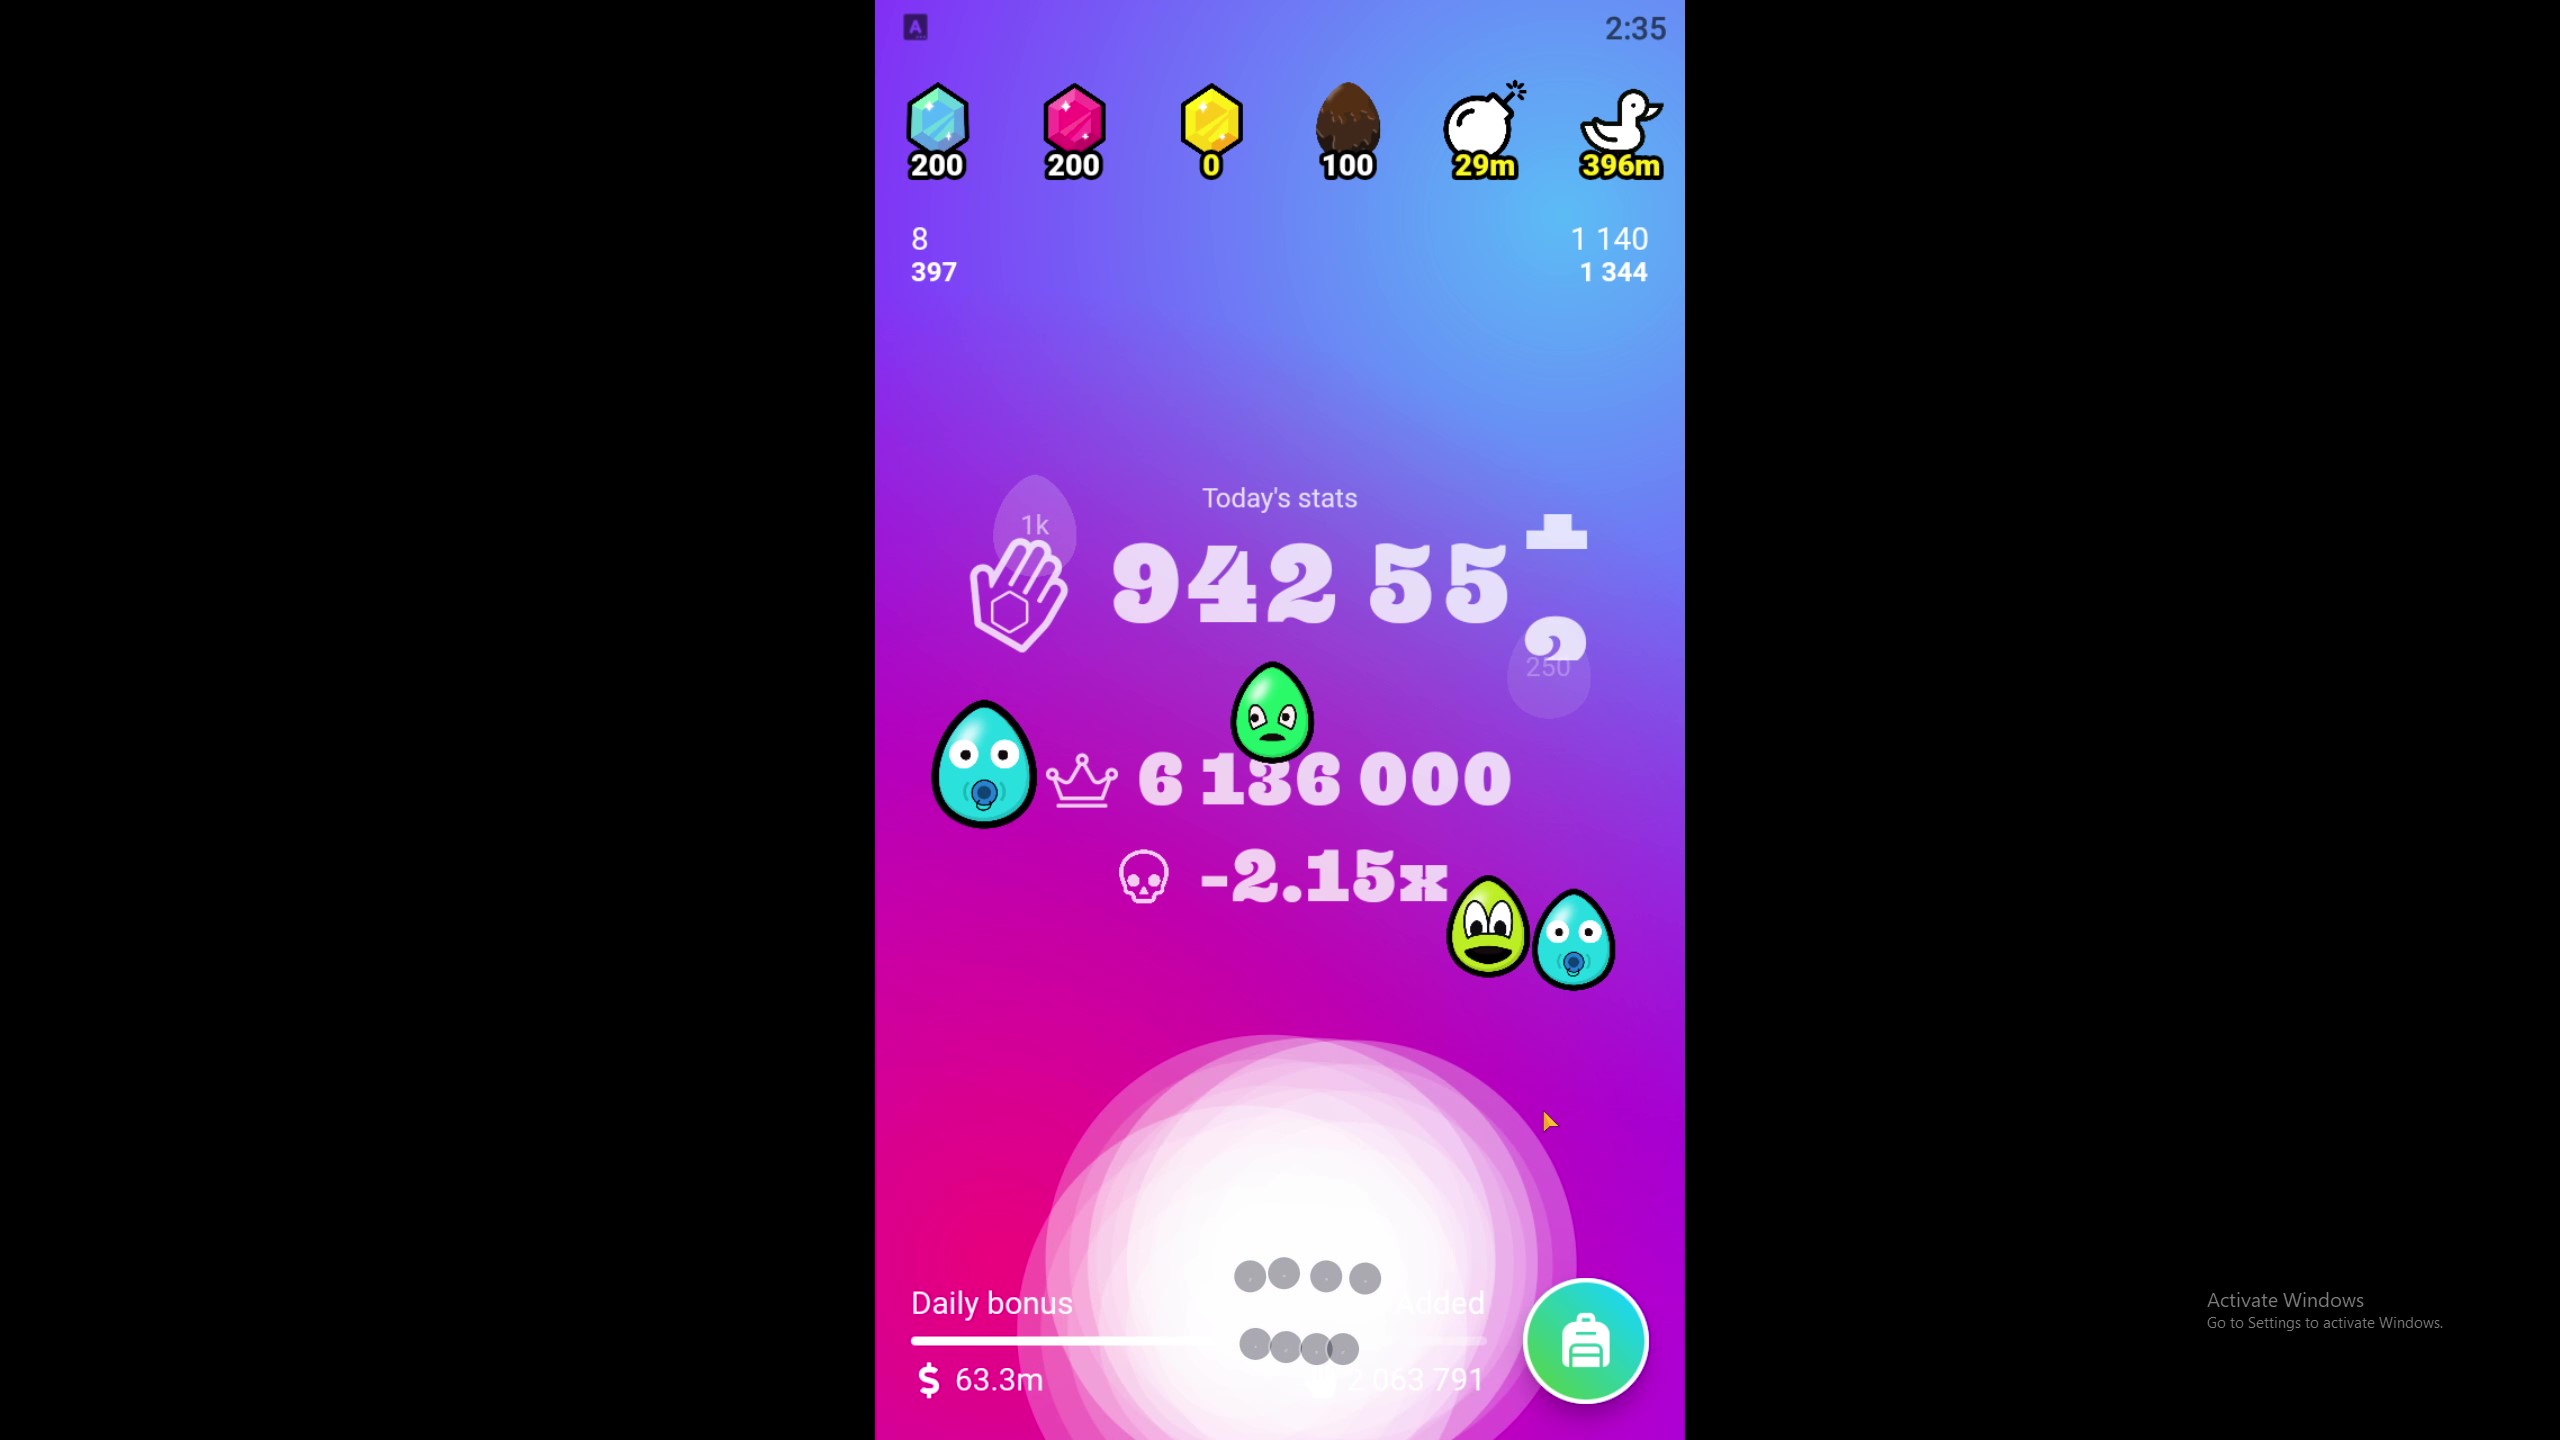 A 2:35
200 200 0 100 29m 396m
8 1 140
397 1 344
Today's stats
1k
942 55
250
6 136 000
-2.15x
Daily bonus Added
$ 63.3m 2 063 791
Activate Windows
Go to Settings to activate Windows.